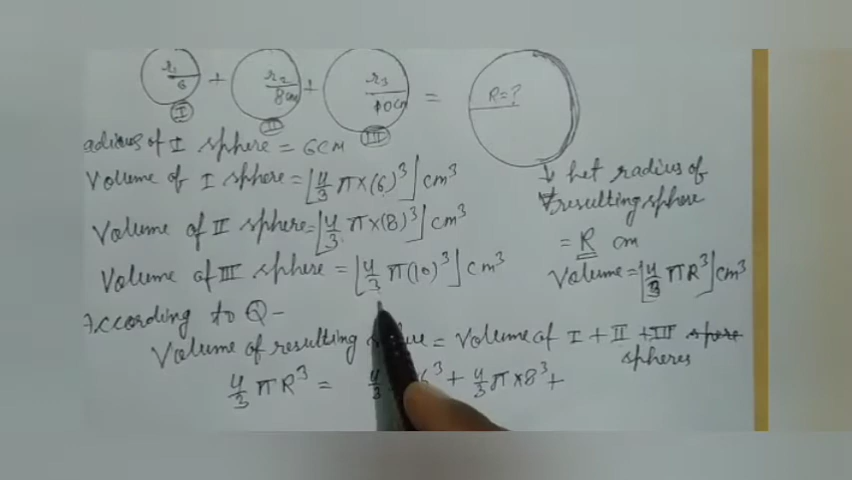 r1 + r2 + r3 = R=?
6 8cm 10cm
I II III
adious of I sphere = 6cm
Volume of I sphere = [4/3 π×(6)³] cm³
Volume of II sphere = [4/3 π×(8)³] cm³
Volume of III sphere = [4/3 π(10)³] cm³
↓ let radius of
resulting sphere
= R cm
Volume = [4/3 πR³] cm³
According to Q-
Volume of resulting = Volume of I + II + III
spheres
4/3 πR³ = 4/3 6³ + 4/3 π×8³ +